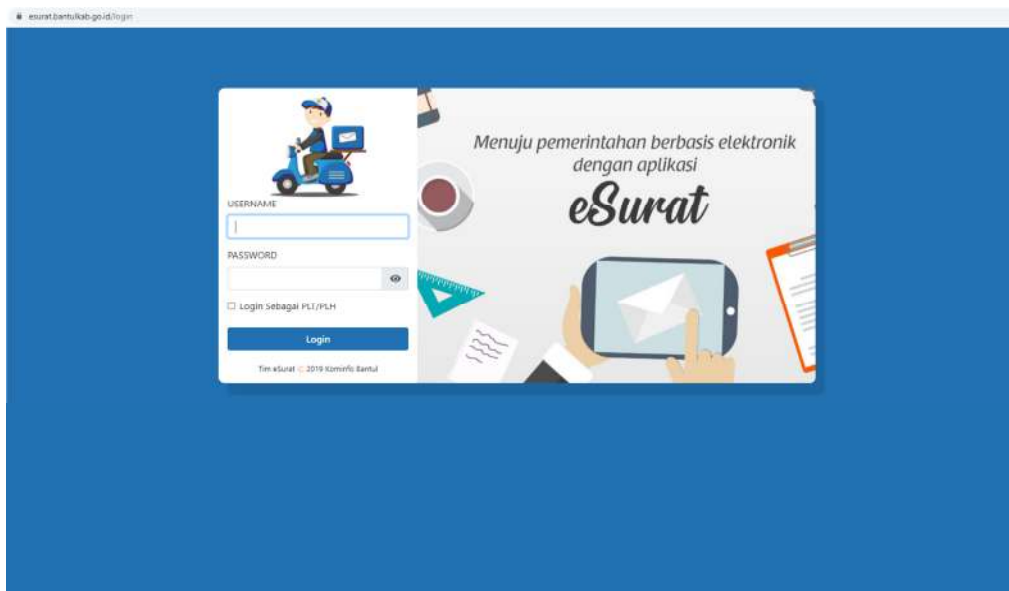 esurat.bantulkab.go.id/login
USERNAME
PASSWORD
Login Sebagai PLT/PLH
Login
Tim eSurat © 2019 Kominfo Bantul
Menuju pemerintahan berbasis elektronik
dengan aplikasi
eSurat